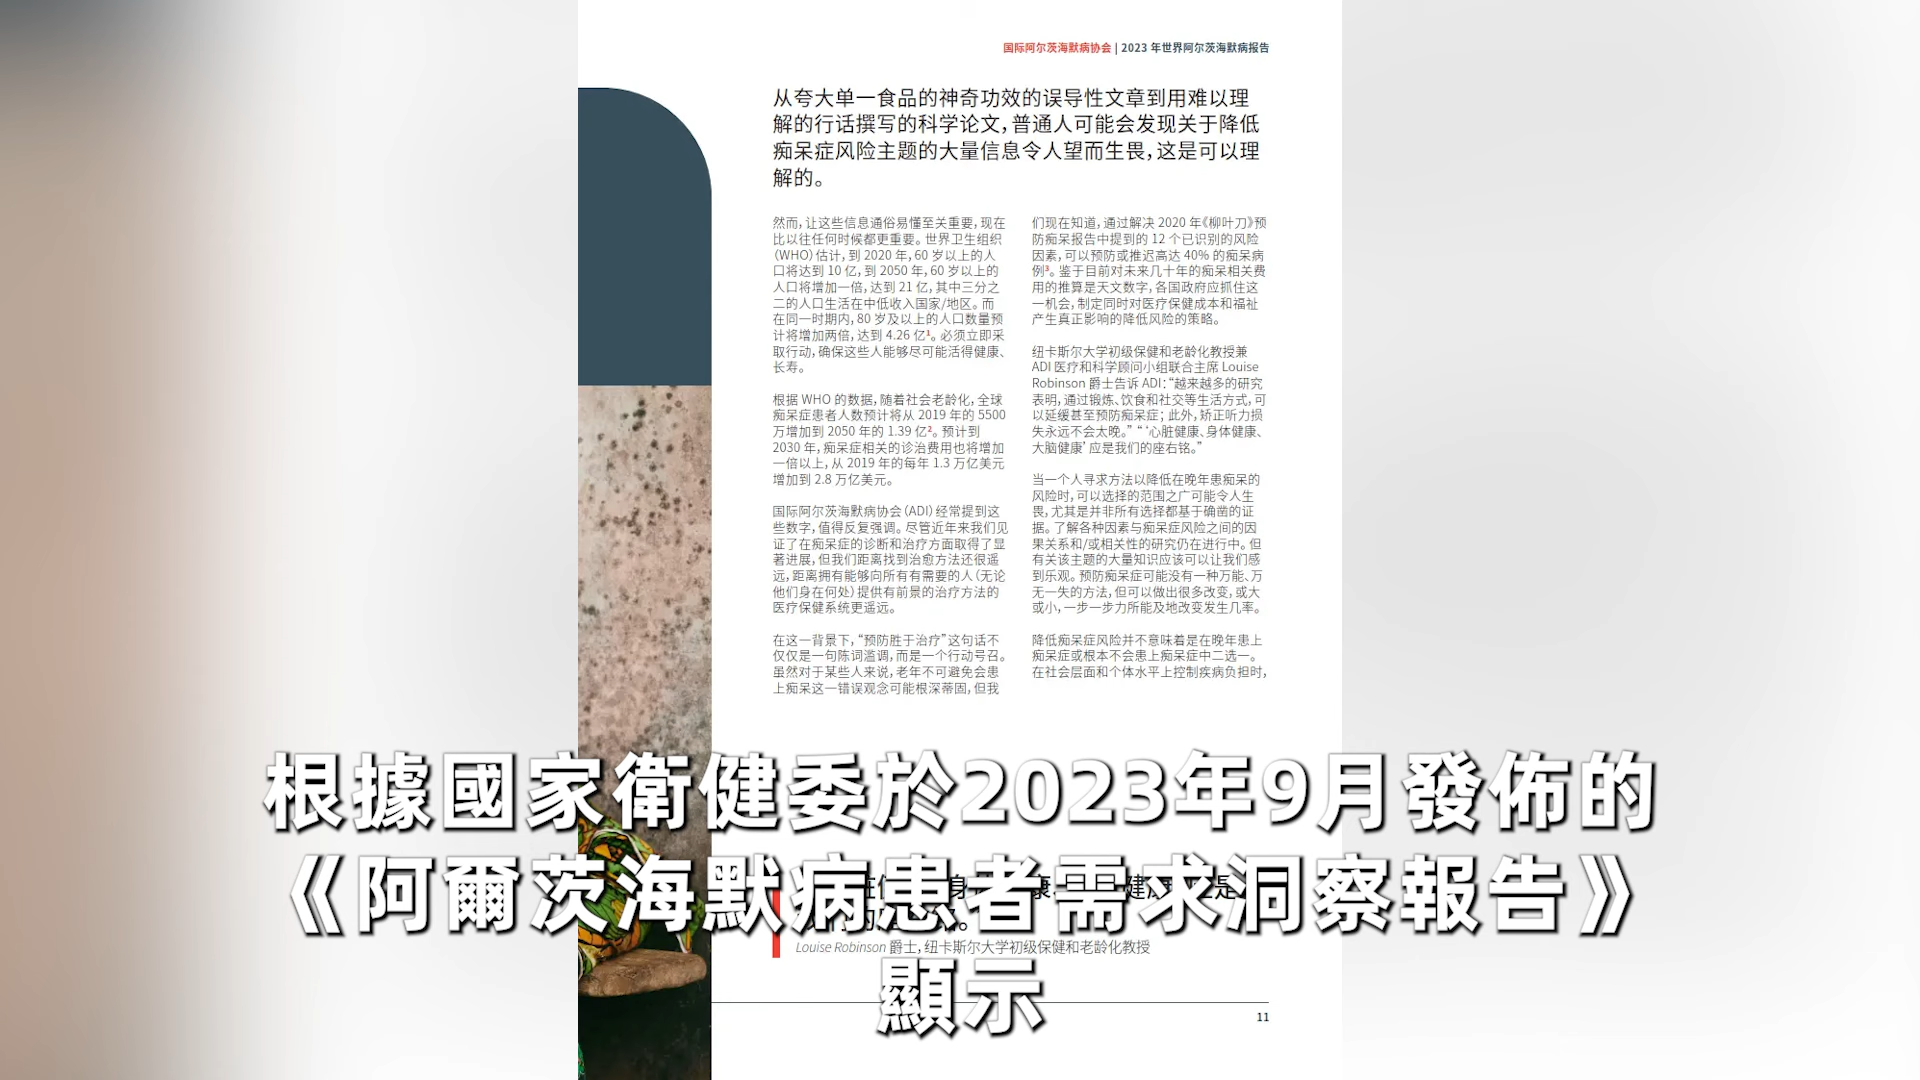 国际阿尔茨海默病协会 | 2023 年世界阿尔茨海默病报告
从夸大单一食品的神奇功效的误导性文章到用难以理
解的行话撰写的科学论文，普通人可能会发现关于降低
痴呆症风险主题的大量信息令人望而生畏，这是可以理
解的。
然而，让这些信息通俗易懂至关重要，现在
比以往任何时候都更重要。世界卫生组织
（WHO）估计，到 2020 年，60 岁以上的人
口将达到 10 亿，到 2050 年，60 岁以上的
人口将增加一倍，达到 21 亿，其中三分之
二的人口生活在中低收入国家/地区。而
在同一时期内，80 岁及以上的人口数量预
计将增加两倍，达到 4.26 亿¹。必须立即采
取行动，确保这些人能够尽可能活得健康、
长寿。
根据 WHO 的数据，随着社会老龄化，全球
痴呆症患者人数预计将从 2019 年的 5500
万增加到 2050 年的 1.39 亿²。预计到
2030 年，痴呆症相关的诊治费用也将增加
一倍以上，从 2019 年的每年 1.3 万亿美元
增加到 2.8 万亿美元。
国际阿尔茨海默病协会（ADI）经常提到这
些数字，值得反复强调。尽管近年来我们见
证了在痴呆症的诊断和治疗方面取得了显
著进展，但我们距离找到治愈方法还很遥
远，距离拥有能够向所有有需要的人（无论
他们身在何处）提供有前景的治疗方法的
医疗保健系统更遥远。
在这一背景下，“预防胜于治疗”这句话不
仅仅是一句陈词滥调，而是一个行动号召。
虽然对于某些人来说，老年不可避免会患
上痴呆这一错误观念可能根深蒂固，但我
们现在知道，通过解决 2020 年《柳叶刀》预
防痴呆报告中提到的 12 个已识别的风险
因素，可以预防或推迟高达 40% 的痴呆病
例³。鉴于目前对未来几十年的痴呆相关费
用的推算是天文数字，各国政府应抓住这
一机会，制定同时对医疗保健成本和福祉
产生真正影响的降低风险的策略。
纽卡斯尔大学初级保健和老龄化教授兼
ADI 医疗和科学顾问小组联合主席 Louise
Robinson 爵士告诉 ADI：“越来越多的研究
表明，通过锻炼、饮食和社交等生活方式，可
以延缓甚至预防痴呆症；此外，矫正听力损
失永远不会太晚。”“‘心脏健康、身体健康、
大脑健康’应是我们的座右铭。”
当一个人寻求方法以降低在晚年患痴呆的
风险时，可以选择的范围之广可能令人生
畏，尤其是并非所有选择都基于确凿的证
据。了解各种因素与痴呆症风险之间的因
果关系和/或相关性的研究仍在进行中。但
有关该主题的大量知识应该可以让我们感
到乐观。预防痴呆症可能没有一种万能、万
无一失的方法，但可以做出很多改变，或大
或小，一步一步力所能及地改变发生几率。
降低痴呆症风险并不意味着是在晚年患上
痴呆症或根本不会患上痴呆症中二选一。
在社会层面和个体水平上控制疾病负担时，
根據國家衛健委於2023年9月發佈的
《阿爾茨海默病患者需求洞察報告》
Louise Robinson 爵士，纽卡斯尔大学初级保健和老龄化教授
顯示
11